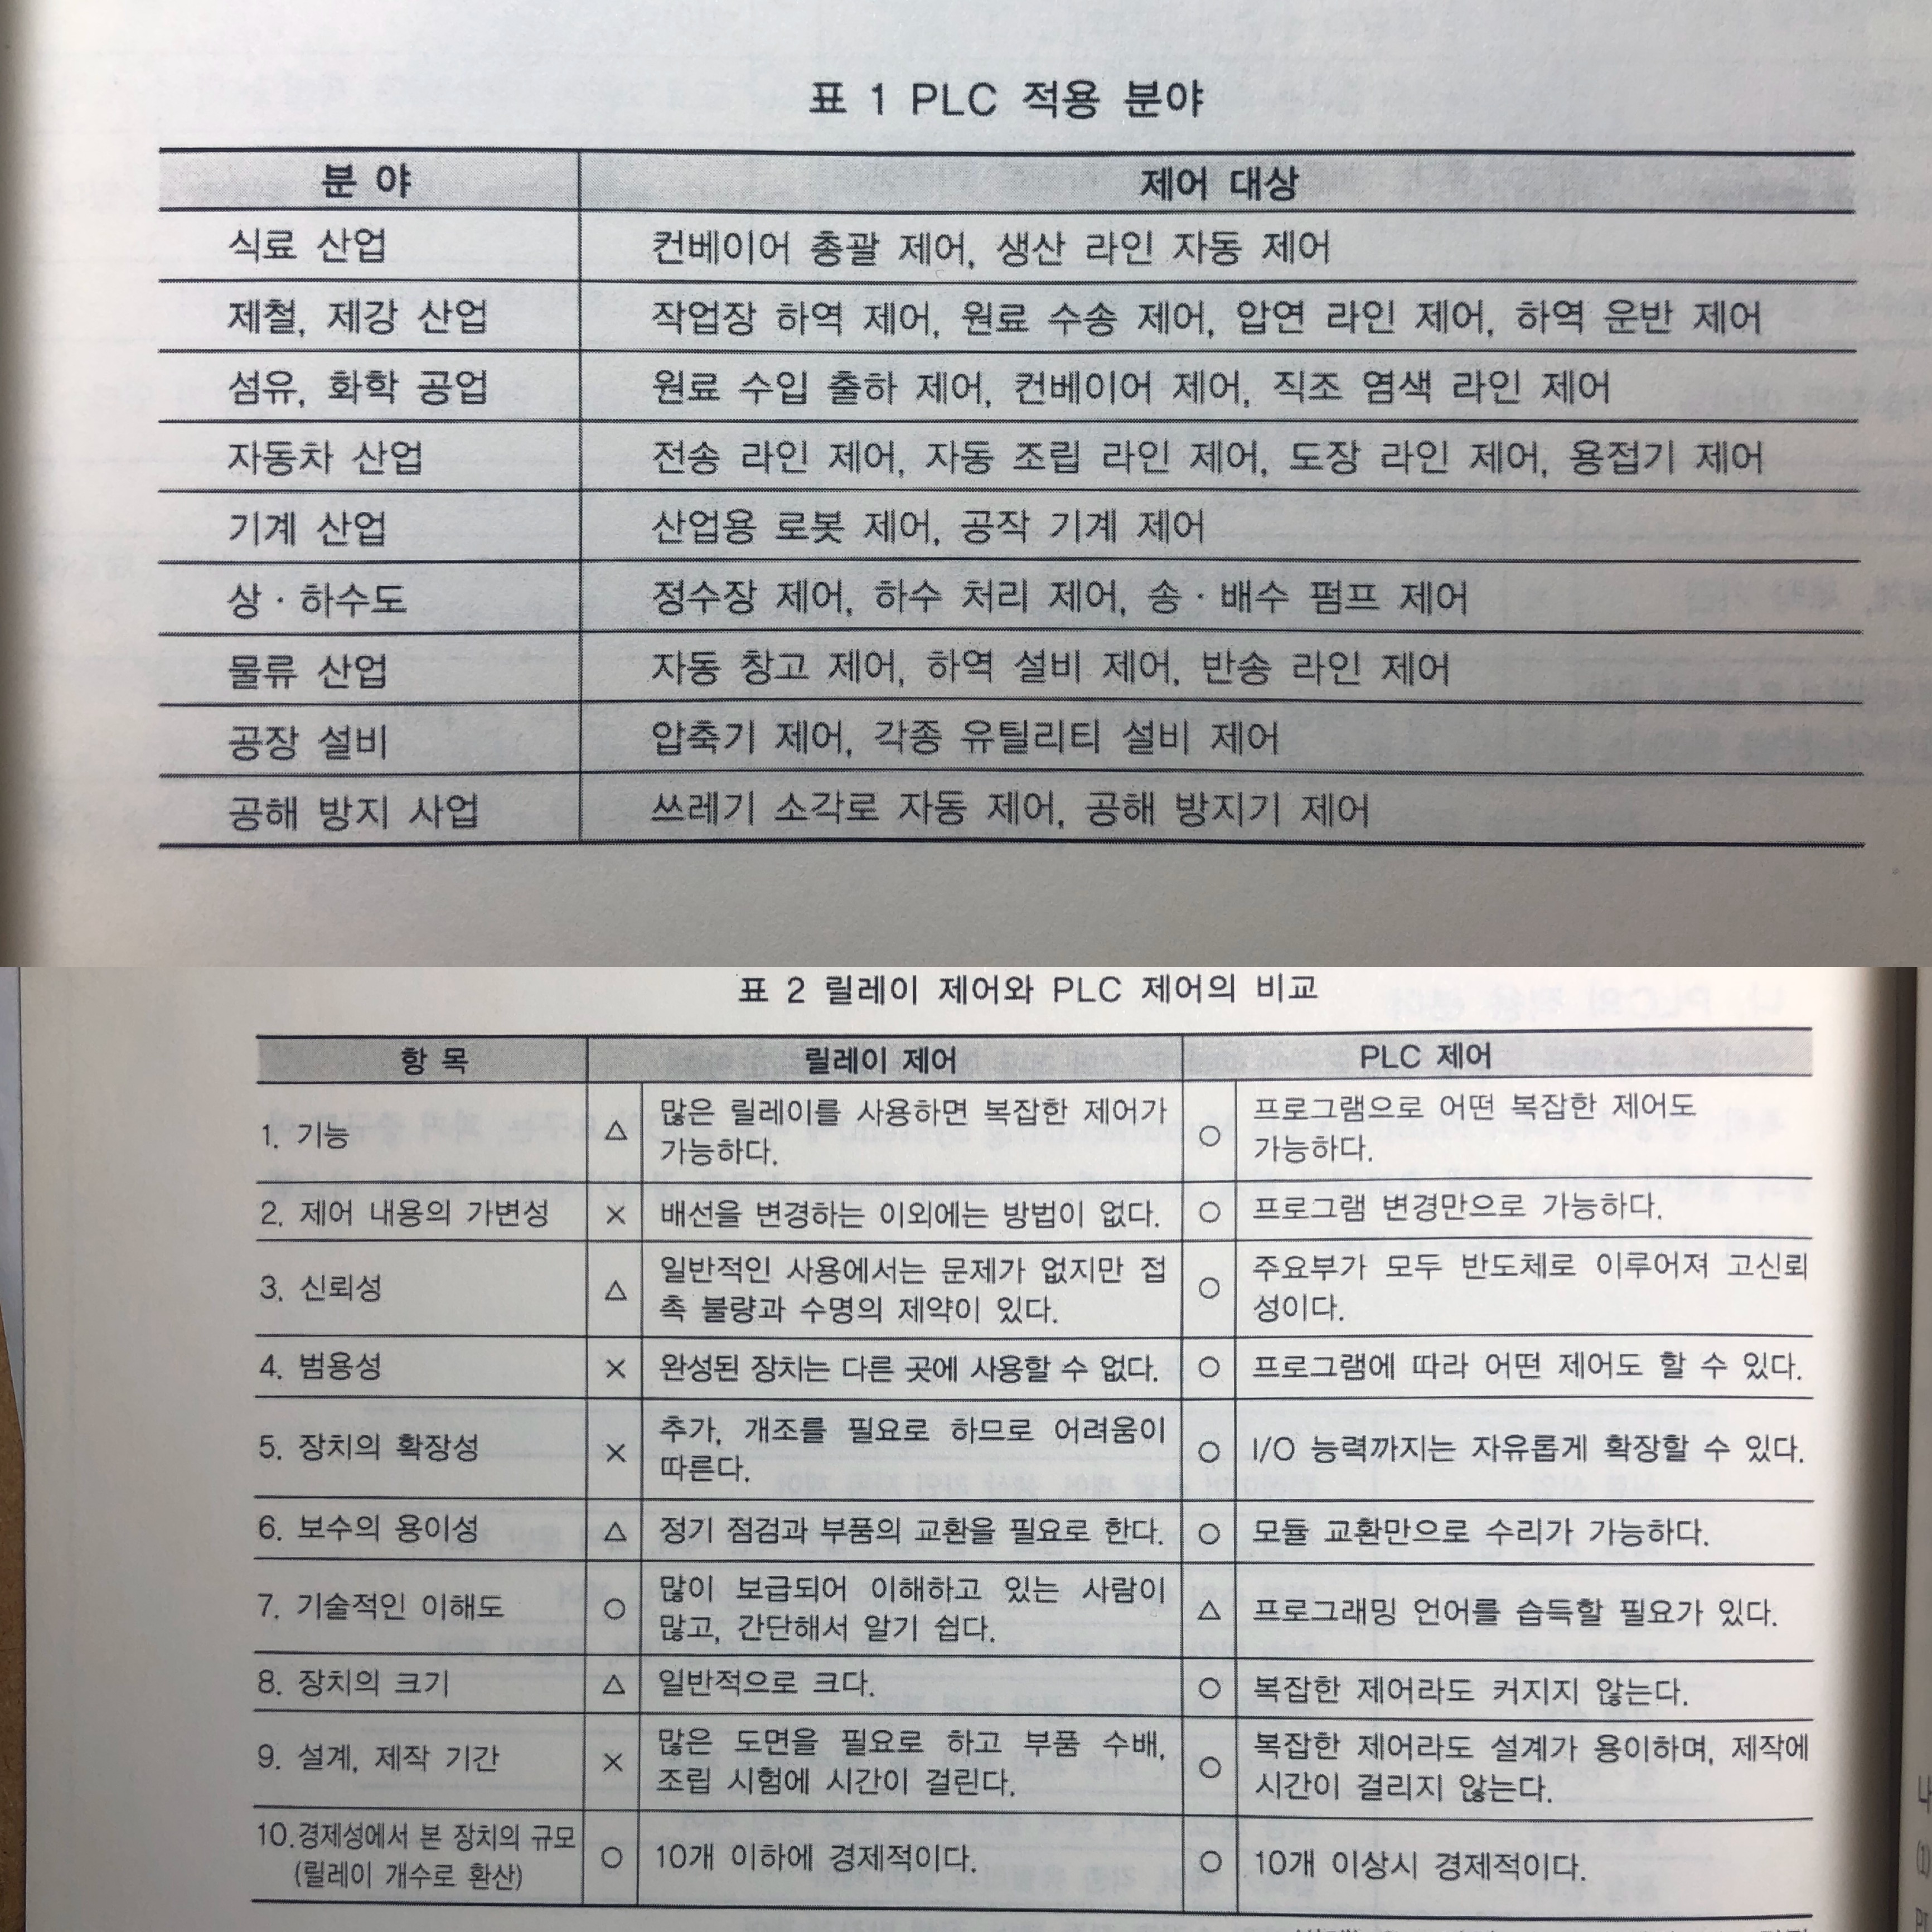 표 1 PLC 적용 분야
분 야 제어 대상
식료 산업 컨베이어 총괄 제어, 생산 라인 자동 제어
제철, 제강 산업 작업장 하역 제어, 원료 수송 제어, 압연 라인 제어, 하역 운반 제어
섬유, 화학 공업 원료 수입 출하 제어, 컨베이어 제어, 직조 염색 라인 제어
자동차 산업 전송 라인 제어, 자동 조립 라인 제어, 도장 라인 제어, 용접기 제어
기계 산업 산업용 로봇 제어, 공작 기계 제어
상 · 하수도 정수장 제어, 하수 처리 제어, 송 · 배수 펌프 제어
물류 산업 자동 창고 제어, 하역 설비 제어, 반송 라인 제어
공장 설비 압축기 제어, 각종 유틸리티 설비 제어
공해 방지 사업 쓰레기 소각로 자동 제어, 공해 방지기 제어
표 2 릴레이 제어와 PLC 제어의 비교
항 목 릴레이 제어 PLC 제어
1. 기능 △ 많은 릴레이를 사용하면 복잡한 제어가
가능하다.
○ 프로그램으로 어떤 복잡한 제어도
가능하다.
2. 제어 내용의 가변성 × 배선을 변경하는 이외에는 방법이 없다. ○ 프로그램 변경만으로 가능하다.
3. 신뢰성 △ 일반적인 사용에서는 문제가 없지만 접
촉 불량과 수명의 제약이 있다.
○ 주요부가 모두 반도체로 이루어져 고신뢰
성이다.
4. 범용성 × 완성된 장치는 다른 곳에 사용할 수 없다. ○ 프로그램에 따라 어떤 제어도 할 수 있다.
5. 장치의 확장성 × 추가, 개조를 필요로 하므로 어려움이
따른다.
○ I/O 능력까지는 자유롭게 확장할 수 있다.
6. 보수의 용이성 △ 정기 점검과 부품의 교환을 필요로 한다. ○ 모듈 교환만으로 수리가 가능하다.
7. 기술적인 이해도 ○ 많이 보급되어 이해하고 있는 사람이
많고, 간단해서 알기 쉽다.
△ 프로그래밍 언어를 습득할 필요가 있다.
8. 장치의 크기 △ 일반적으로 크다. ○ 복잡한 제어라도 커지지 않는다.
9. 설계, 제작 기간 × 많은 도면을 필요로 하고 부품 수배,
조립 시험에 시간이 걸린다.
○ 복잡한 제어라도 설계가 용이하며, 제작에
시간이 걸리지 않는다.
10.경제성에서 본 장치의 규모
(릴레이 개수로 환산)
○ 10개 이하에 경제적이다. ○ 10개 이상시 경제적이다.